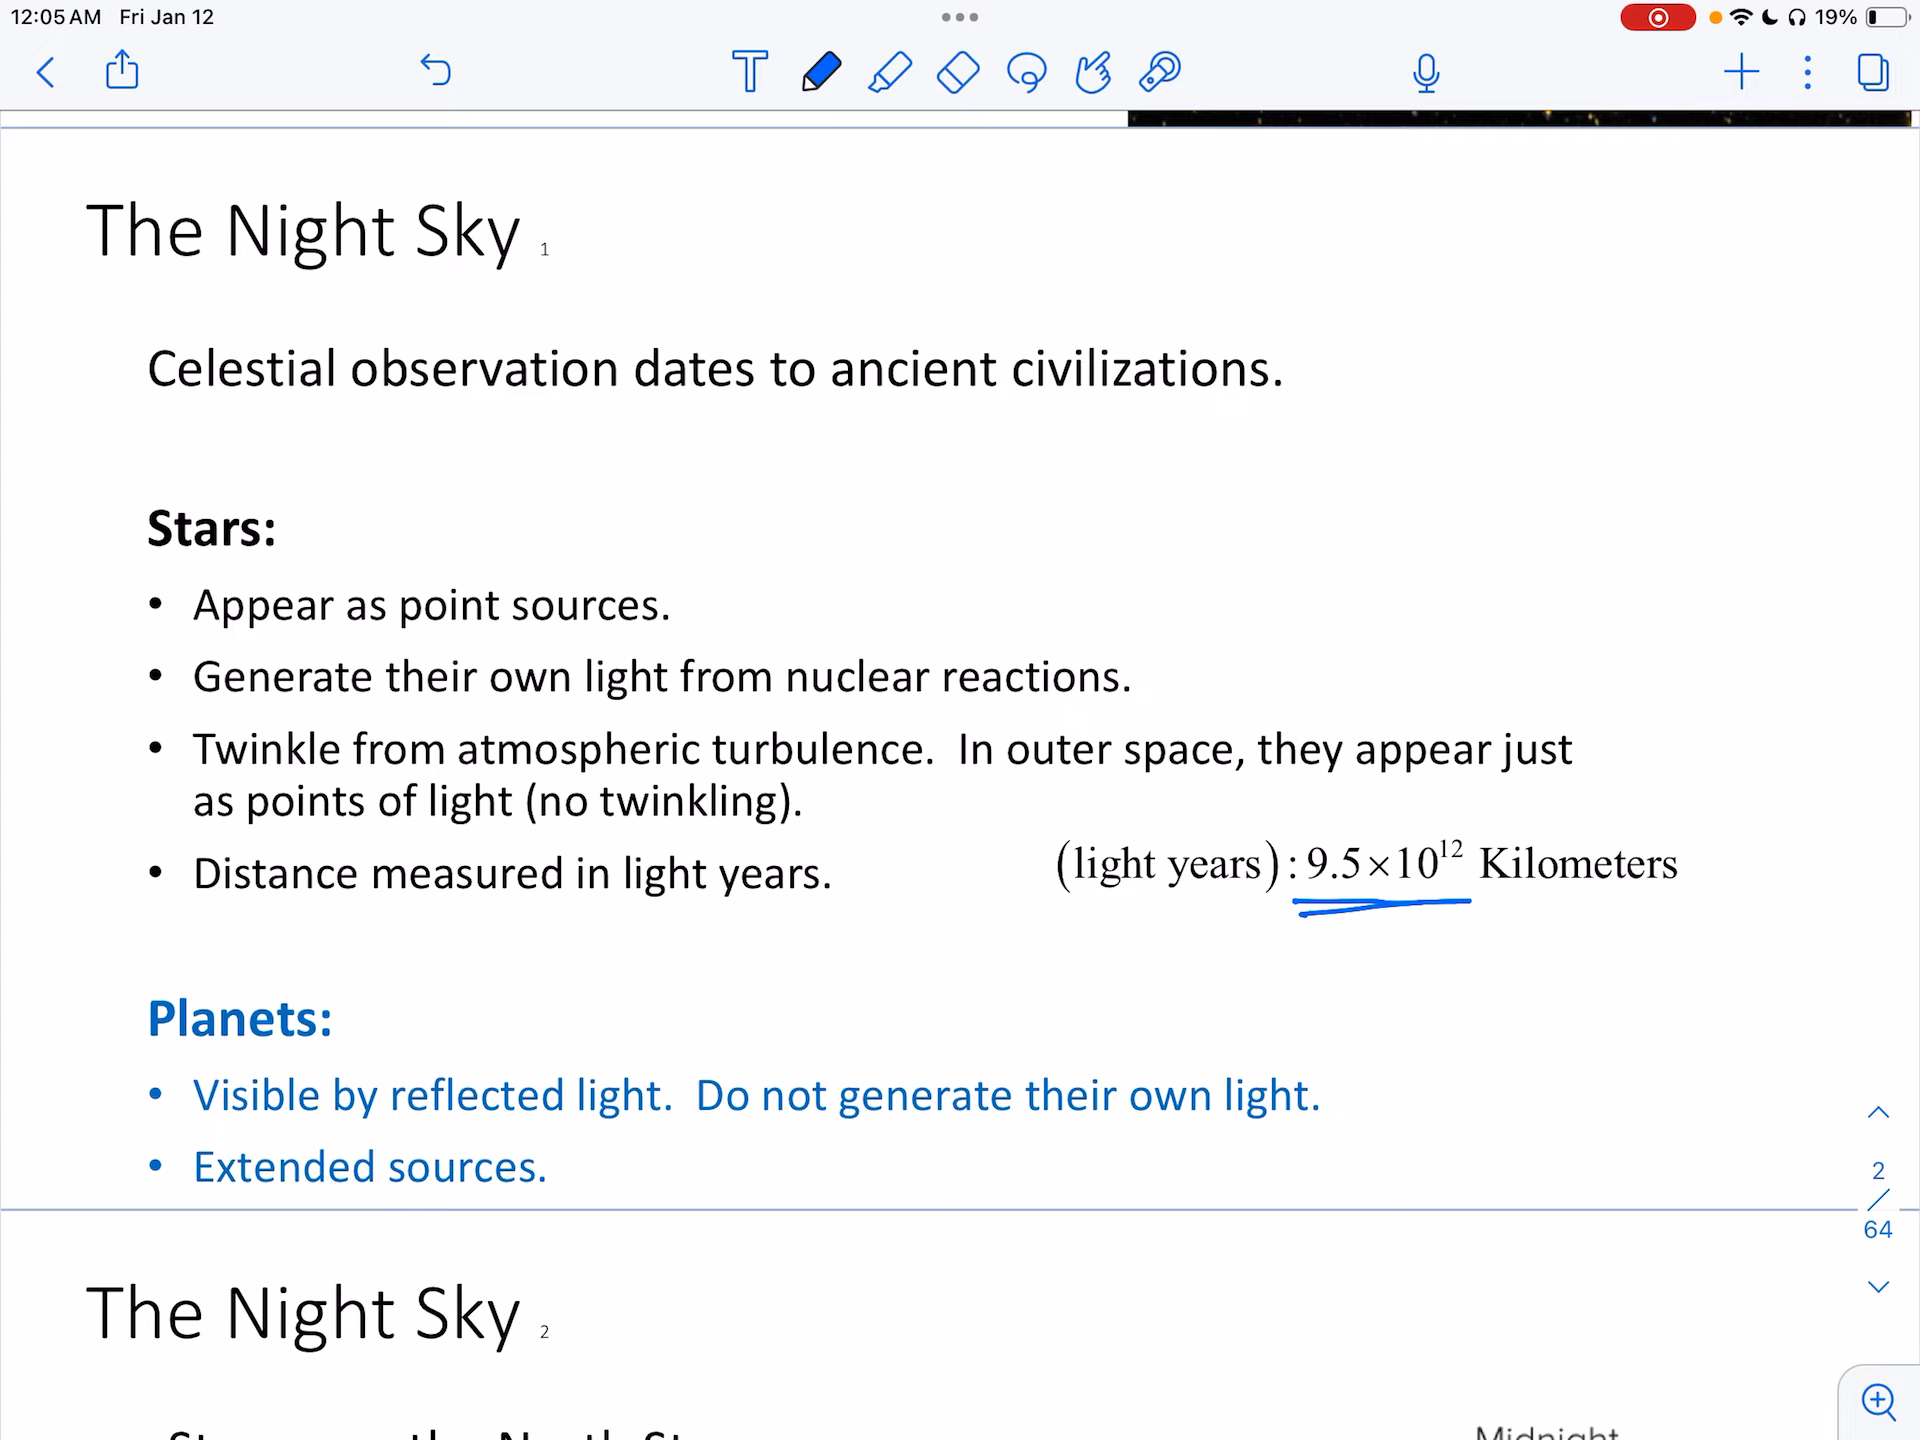 12:05 AM Fri Jan 12
19%
The Night Sky 1
Celestial observation dates to ancient civilizations.
Stars:
• Appear as point sources.
• Generate their own light from nuclear reactions.
• Twinkle from atmospheric turbulence. In outer space, they appear just
as points of light (no twinkling).
• Distance measured in light years.
(light years) : 9.5×10¹² Kilometers
Planets:
• Visible by reflected light. Do not generate their own light.
• Extended sources.
2
/
64
The Night Sky 2
Midnight